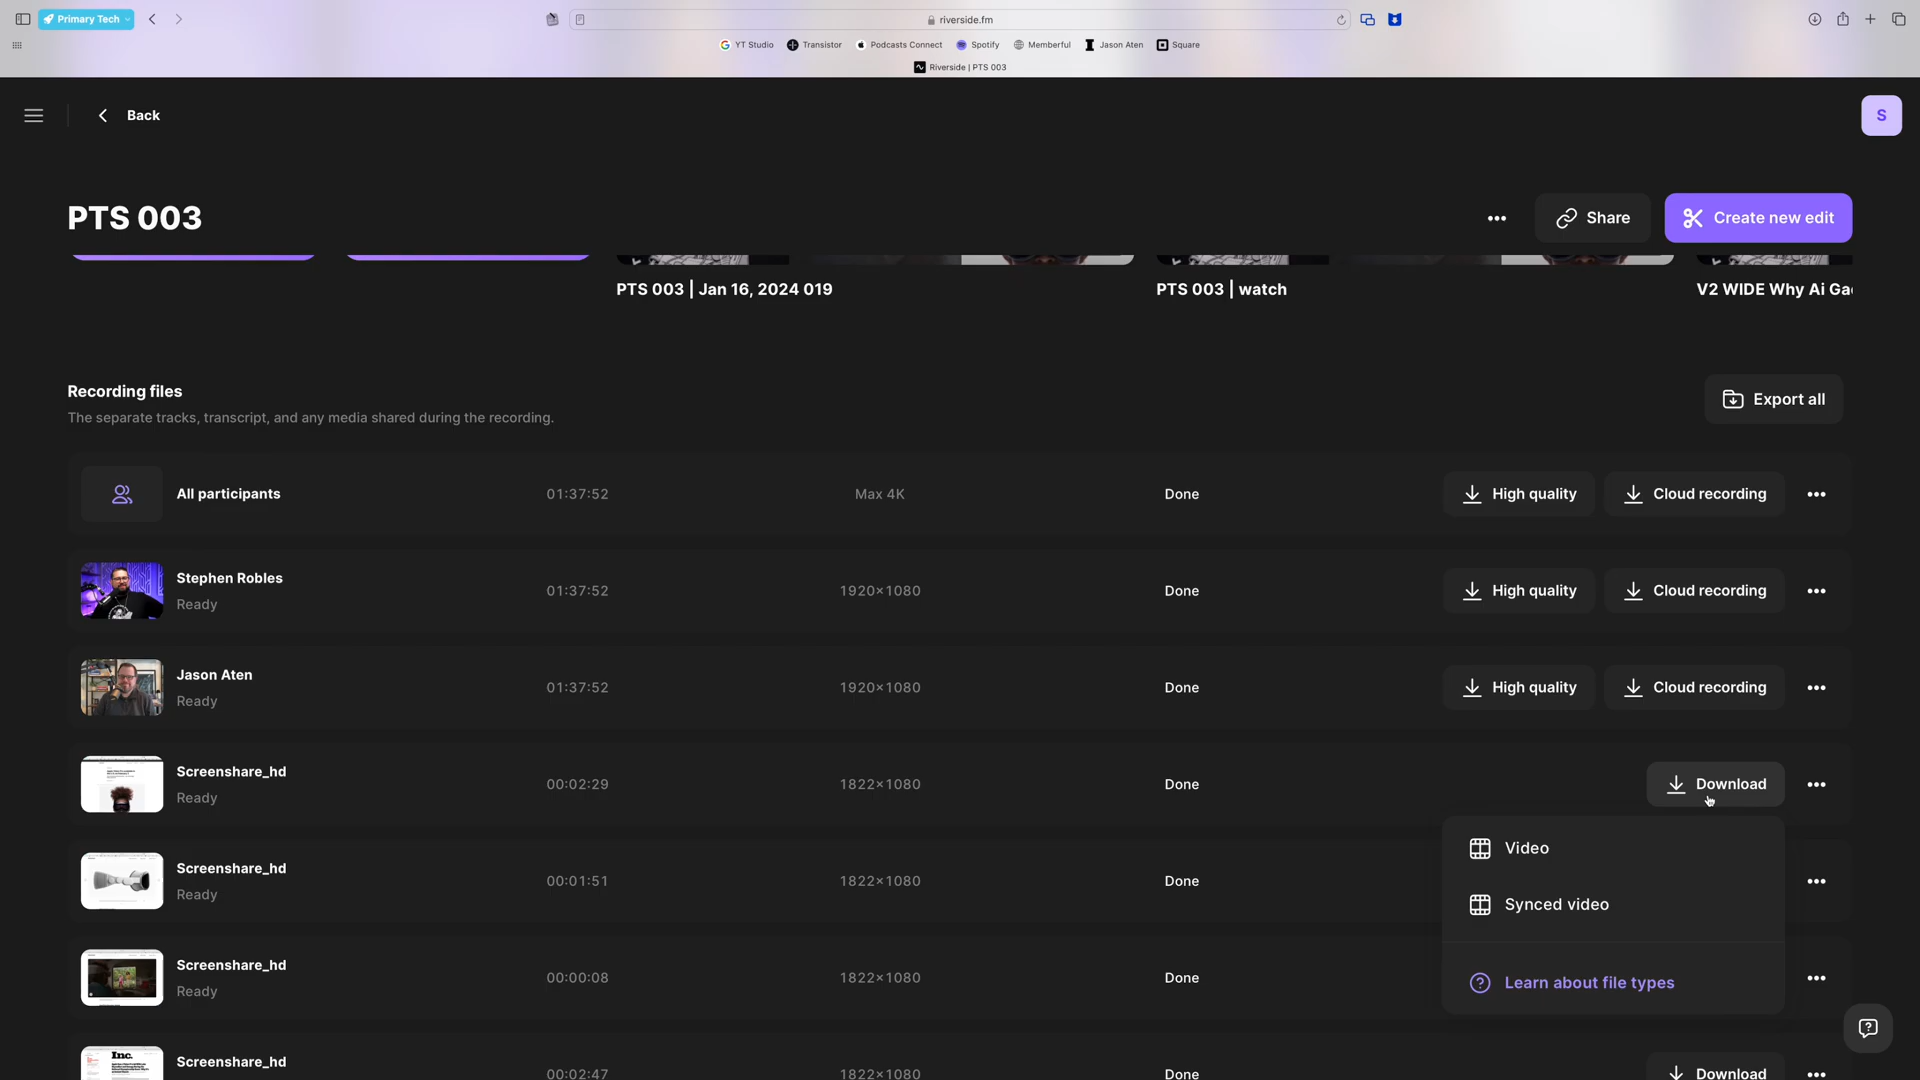 Primary Tech
riverside.fm
YT Studio
Transistor
Podcasts Connect
Spotify
Memberful
Jason Aten
Square
Riverside | PTS 003
Back
S
PTS 003
Share
Create new edit
PTS 003 | Jan 16, 2024 019
PTS 003 | watch
V2 WIDE Why Ai Ga
Recording files
The separate tracks, transcript, and any media shared during the recording.
Export all
All participants
01:37:52
Max 4K
Done
High quality
Cloud recording
Stephen Robles
Ready
01:37:52
1920×1080
Done
High quality
Cloud recording
Jason Aten
Ready
01:37:52
1920×1080
Done
High quality
Cloud recording
Screenshare_hd
Ready
00:02:29
1822×1080
Done
Download
Screenshare_hd
Ready
00:01:51
1822×1080
Done
Video
Synced video
Learn about file types
Screenshare_hd
Ready
00:00:08
1822×1080
Done
Inc.
Screenshare_hd
00:02:47
1822×1080
Done
Download